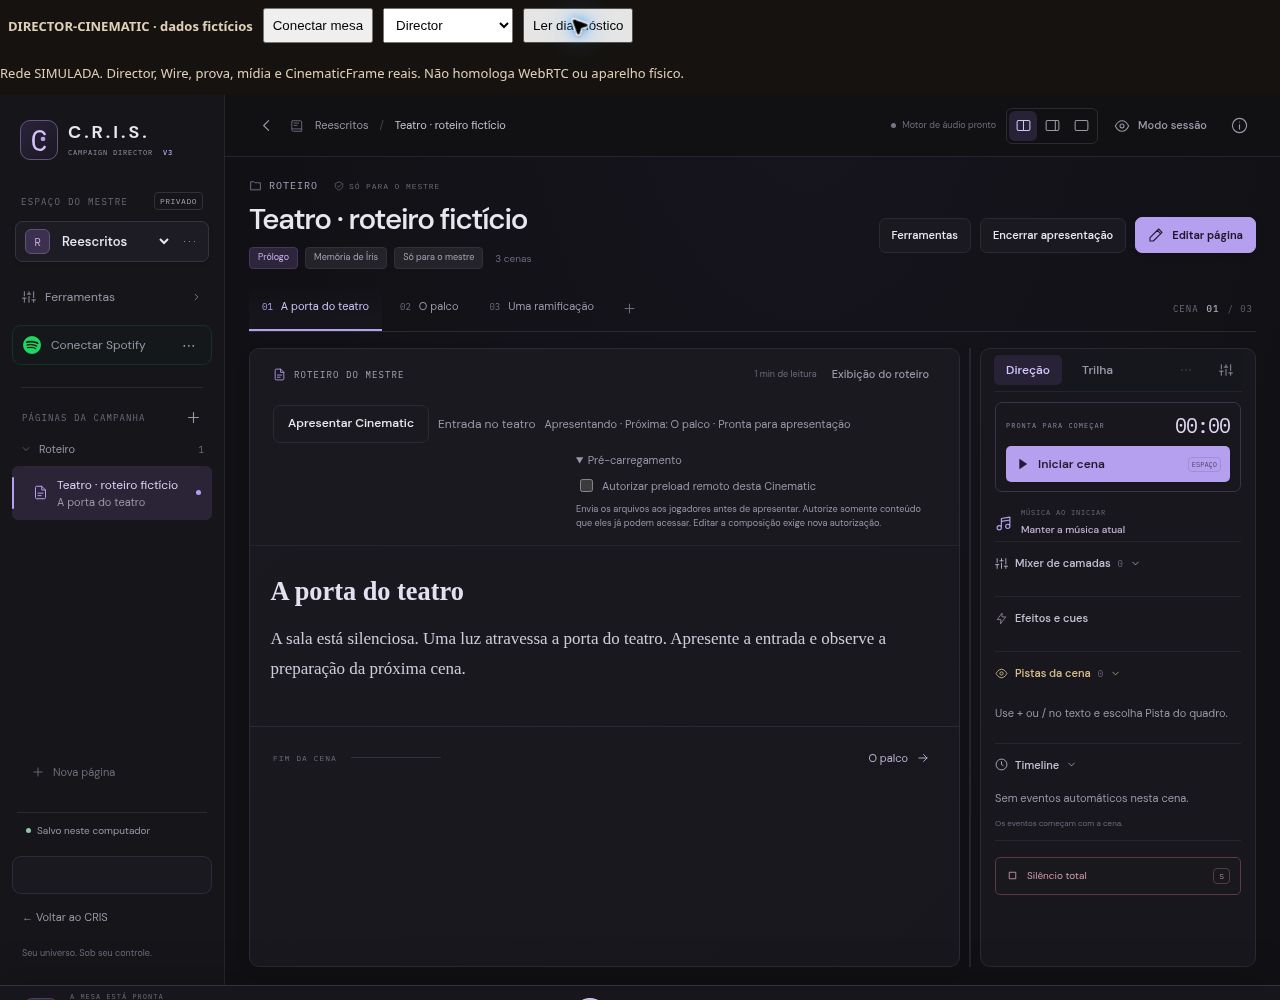 DIRECTOR-CINEMATIC · dados fictícios
Conectar mesa
Director
Ler diagnóstico
Rede SIMULADA. Director, Wire, prova, mídia e CinematicFrame reais. Não homologa WebRTC ou aparelho físico.
C.R.I.S.
CAMPAIGN DIRECTOR V3
ESPAÇO DO MESTRE
PRIVADO
R
Reescritos
Ferramentas
Conectar Spotify
PÁGINAS DA CAMPANHA
Roteiro
1
Teatro · roteiro fictício
A porta do teatro
Nova página
Salvo neste computador
← Voltar ao CRIS
Seu universo. Sob seu controle.
Reescritos / Teatro · roteiro fictício
Motor de áudio pronto
Modo sessão
ROTEIRO
SÓ PARA O MESTRE
Teatro · roteiro fictício
Prólogo
Memória de Íris
Só para o mestre
3 cenas
Ferramentas
Encerrar apresentação
Editar página
01 A porta do teatro
02 O palco
03 Uma ramificação
CENA 01 / 03
ROTEIRO DO MESTRE
1 min de leitura
Exibição do roteiro
Apresentar Cinematic
Entrada no teatro
Apresentando · Próxima: O palco · Pronta para apresentação
▼ Pré-carregamento
Autorizar preload remoto desta Cinematic
Envia os arquivos aos jogadores antes de apresentar. Autorize somente conteúdo
que eles já podem acessar. Editar a composição exige nova autorização.
A porta do teatro
A sala está silenciosa. Uma luz atravessa a porta do teatro. Apresente a entrada e observe a
preparação da próxima cena.
FIM DA CENA
O palco →
Direção
Trilha
PRONTA PARA COMEÇAR
00:00
Iniciar cena
ESPAÇO
MÚSICA AO INICIAR
Manter a música atual
Mixer de camadas 0
Efeitos e cues
Pistas da cena 0
Use + ou / no texto e escolha Pista do quadro.
Timeline
Sem eventos automáticos nesta cena.
Os eventos começam com a cena.
Silêncio total
S
A MESA ESTÁ PRONTA